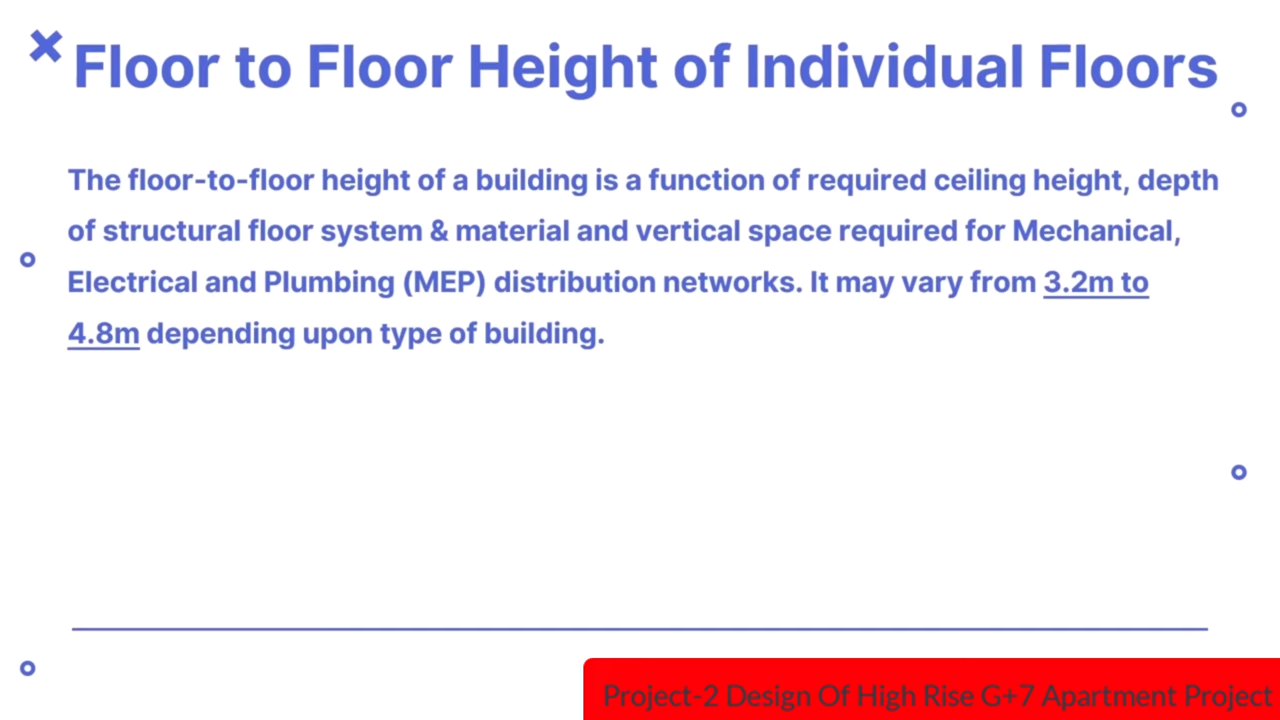 Floor to Floor Height of Individual Floors
The floor-to-floor height of a building is a function of required ceiling height, depth
of structural floor system & material and vertical space required for Mechanical,
Electrical and Plumbing (MEP) distribution networks. It may vary from 3.2m to
4.8m depending upon type of building.
Project-2 Design Of High Rise G+7 Apartment Project